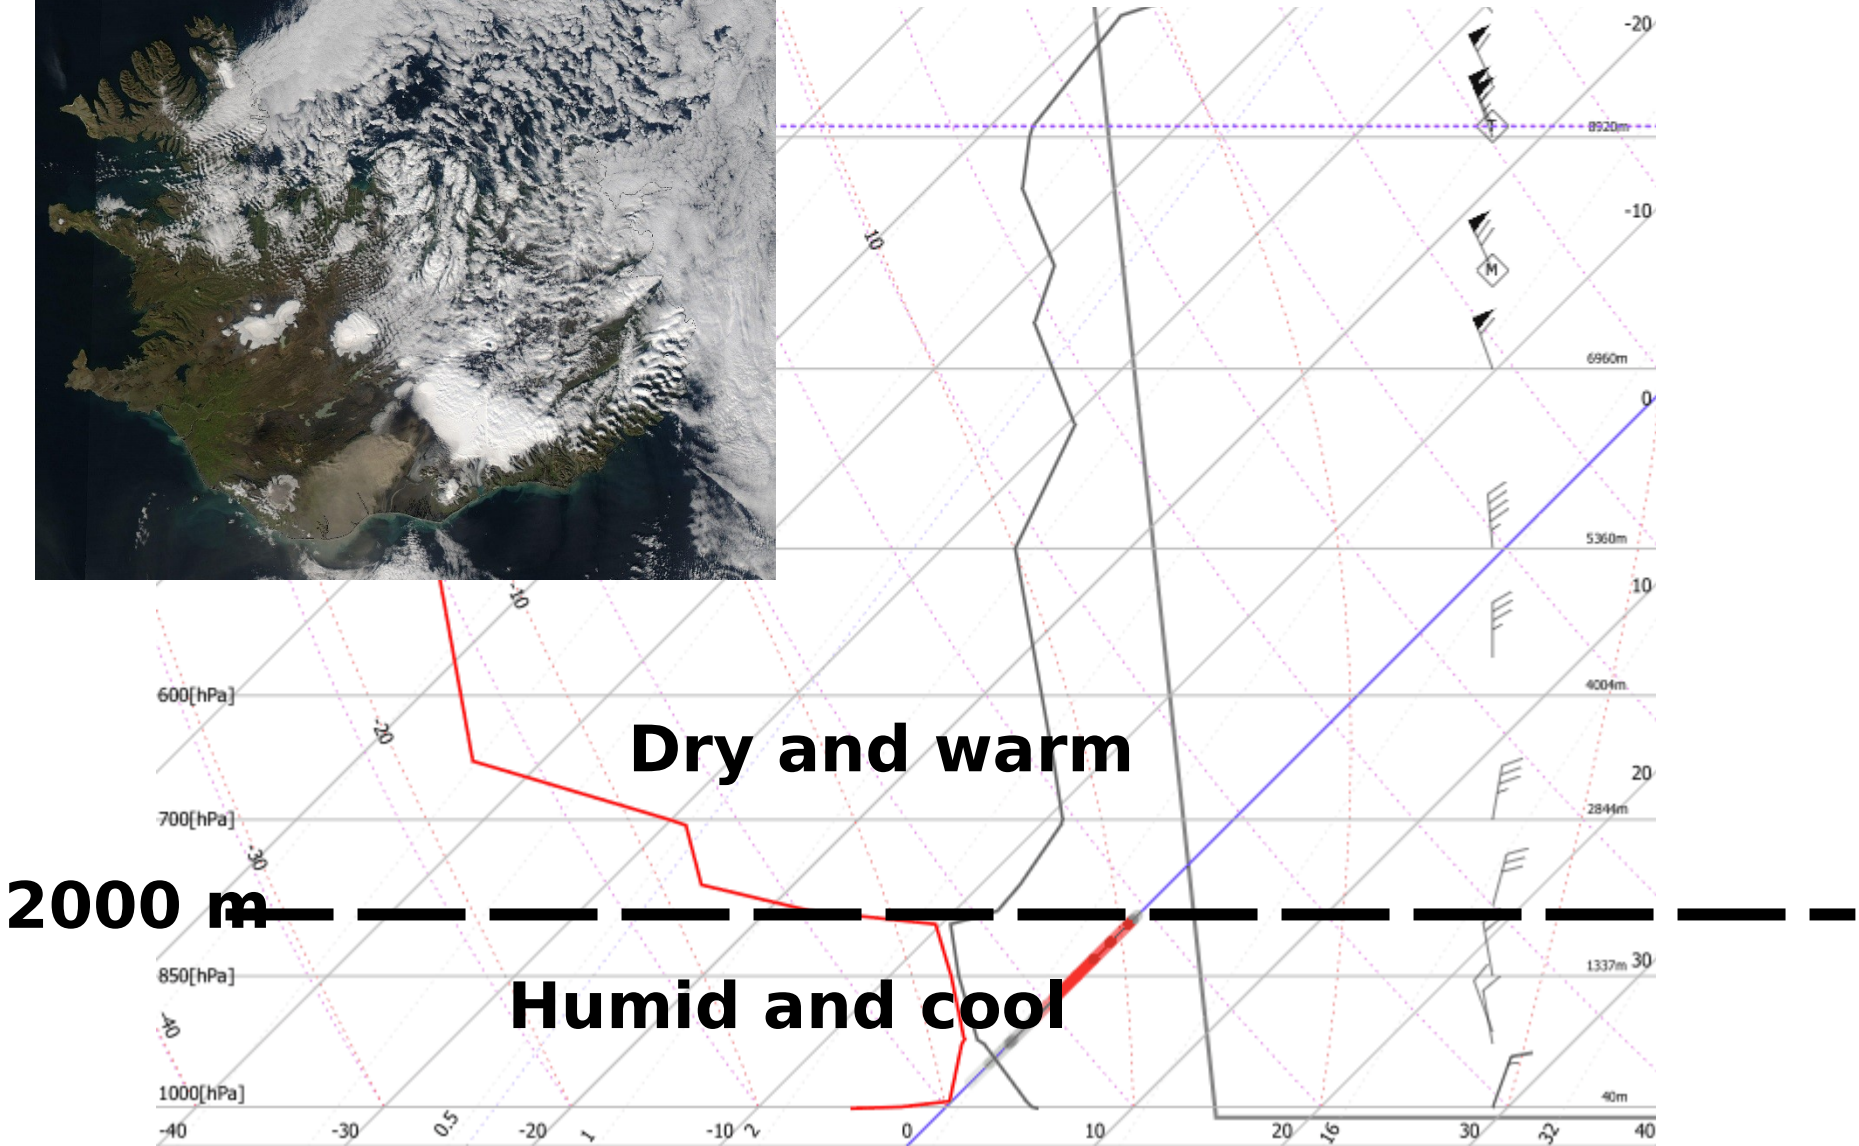 -20
T
8920m
-10
10
M
6960m
0
5360m
-10
10
600[hPa]
4004m
-20
Dry and warm
20
700[hPa]
2844m
-30
2000 m
850[hPa]
1337m 30
Humid and cool
-40
1000[hPa]
40m
-40 -30 0.5 -20 1 -10 2 0 10 20 16 30 32 40